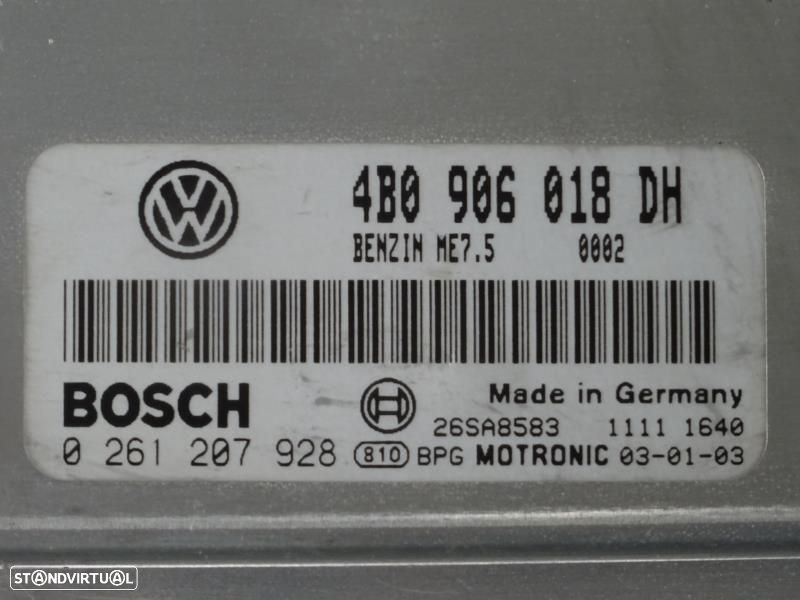 VW
4B0 906 018 DH
BENZIN ME7.5 0002
BOSCH
Made in Germany
26SA8583 1111 1640
0 261 207 928 810 BPG MOTRONIC 03-01-03
STANDVIRTUAL